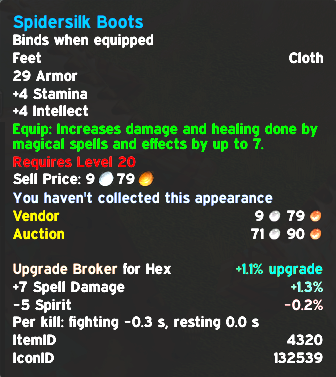 Spidersilk Boots
Binds when equipped
Feet Cloth
29 Armor
+4 Stamina
+4 Intellect
Equip: Increases damage and healing done by
magical spells and effects by up to 7.
Requires Level 20
Sell Price: 9 79
You haven't collected this appearance
Vendor 9 79
Auction 71 90
Upgrade Broker for Hex +1.1% upgrade
+7 Spell Damage +1.3%
-5 Spirit -0.2%
Per kill: fighting -0.3 s, resting 0.0 s
ItemID 4320
IconID 132539